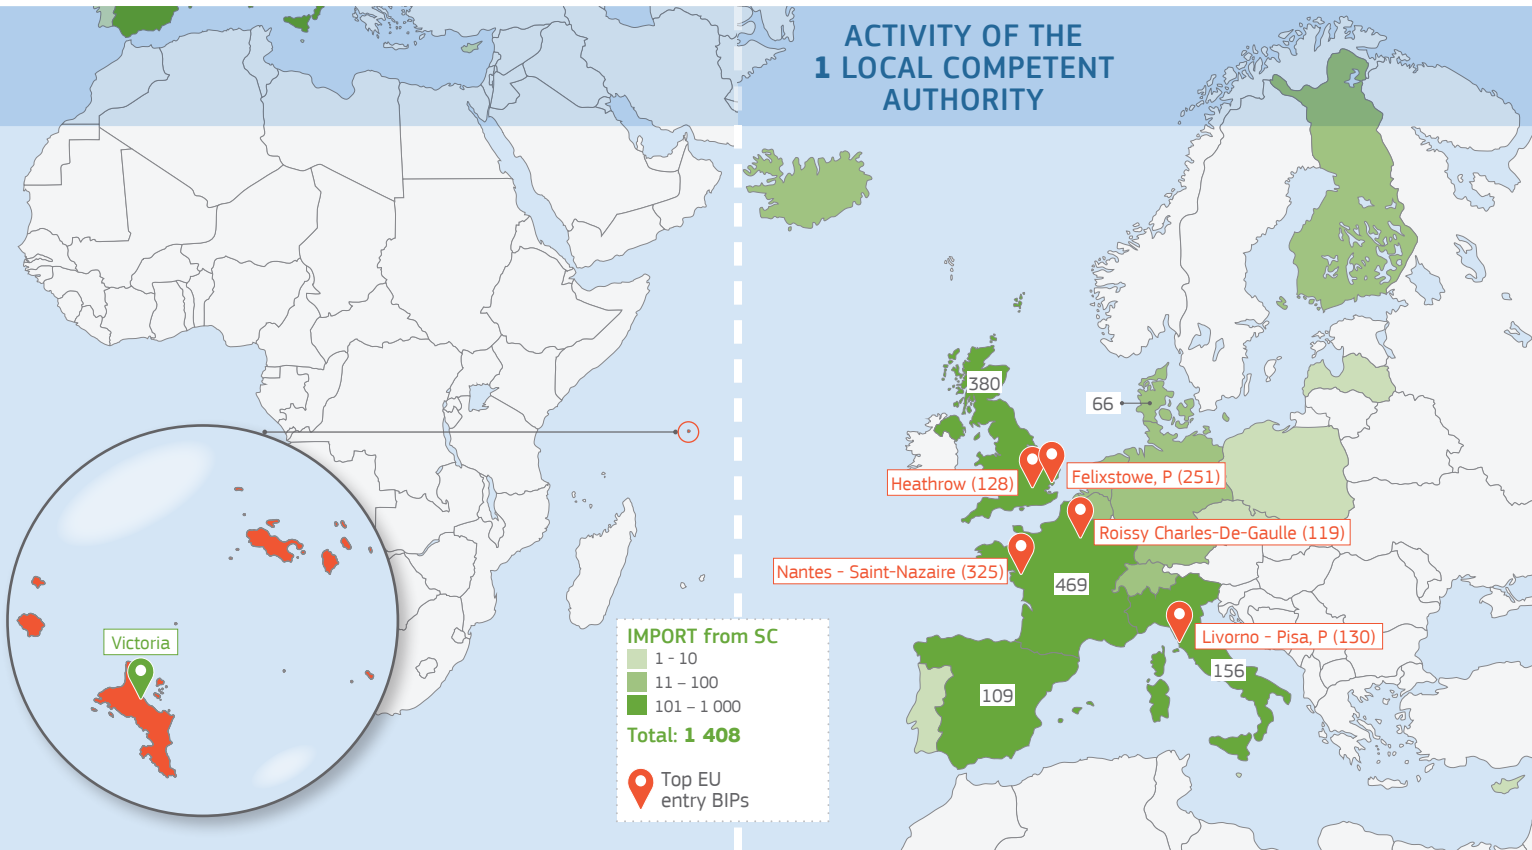 ACTIVITY OF THE
1 LOCAL COMPETENT
AUTHORITY
380
66
Heathrow (128)
Felixstowe, P (251)
Roissy Charles-De-Gaulle (119)
Nantes - Saint-Nazaire (325)
469
Livorno - Pisa, P (130)
156
109
Victoria
IMPORT from SC
1 - 10
11 – 100
101 – 1 000
Total: 1 408
Top EU
entry BIPs